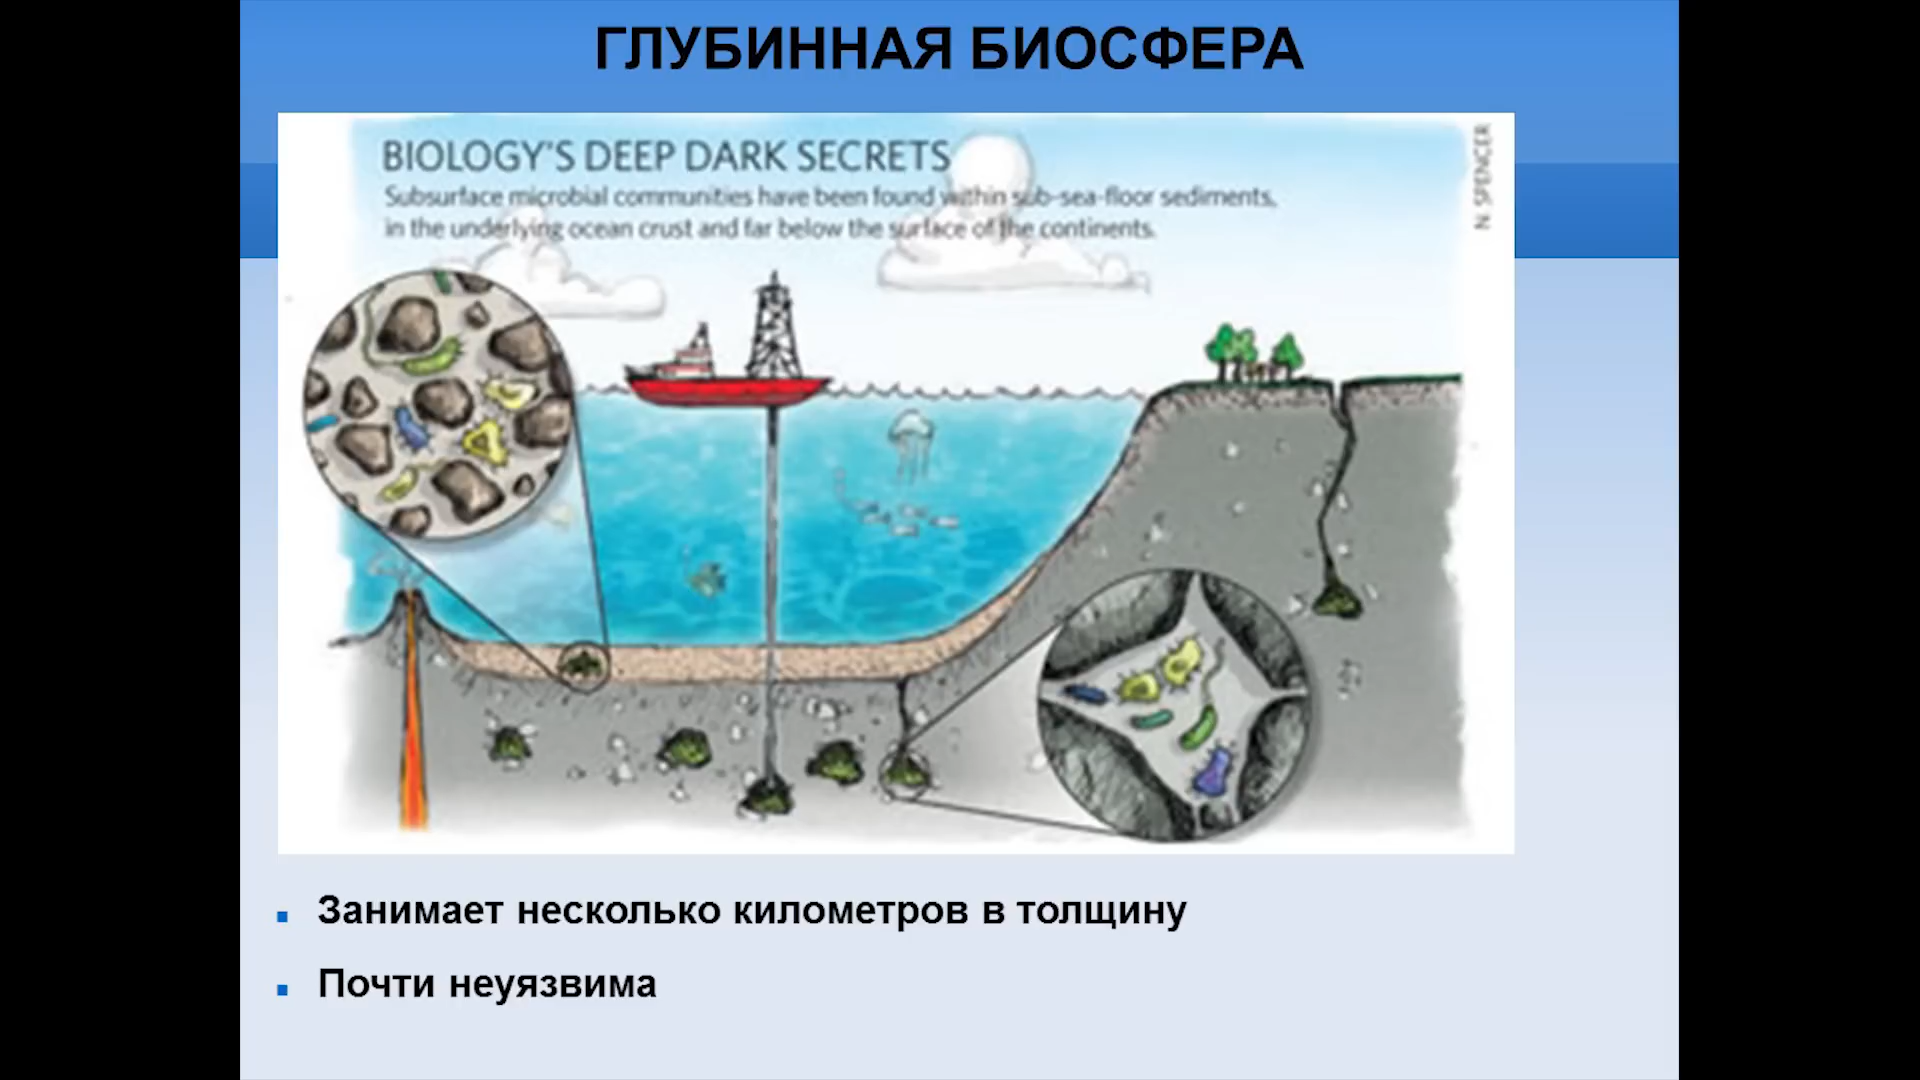 ГЛУБИННАЯ БИОСФЕРА
BIOLOGY'S DEEP DARK SECRETS
Subsurface microbial communities have been found within sub-sea-floor sediments,
in the underlying ocean crust and far below the surface of the continents.
N SPENCER
Занимает несколько километров в толщину
Почти неуязвима